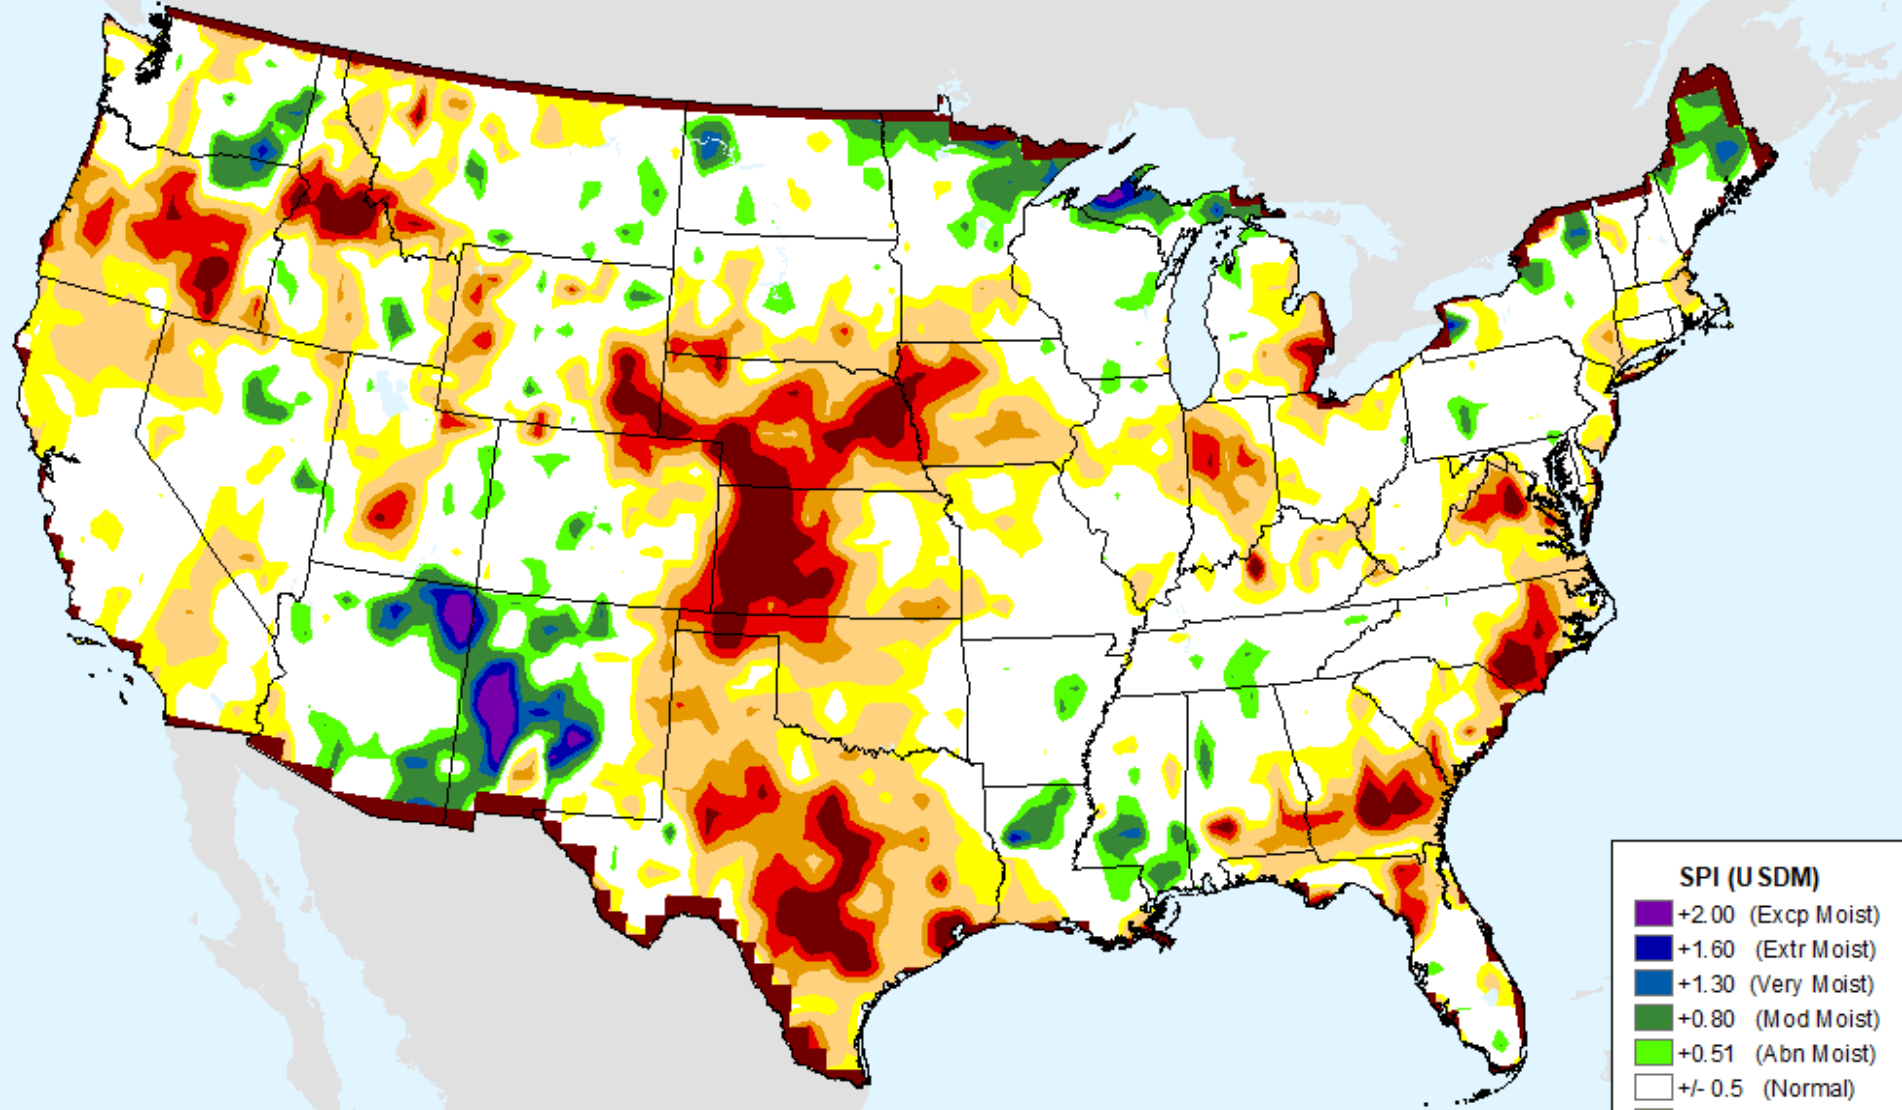 SPI (USDM)
+2.00 (Excp Moist)
+1.60 (Extr Moist)
+1.30 (Very Moist)
+0.80 (Mod Moist)
+0.51 (Abn Moist)
+/- 0.5 (Normal)